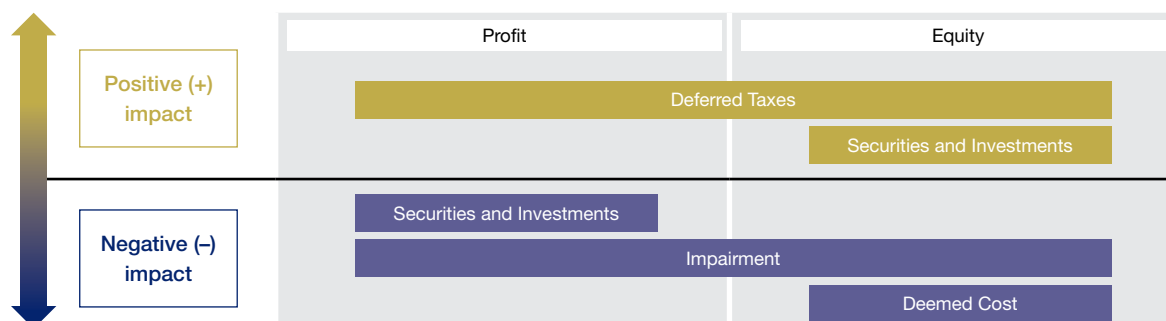 Profit
Equity
Positive (+)
impact
Deferred Taxes
Securities and Investments
Negative (–)
impact
Securities and Investments
Impairment
Deemed Cost